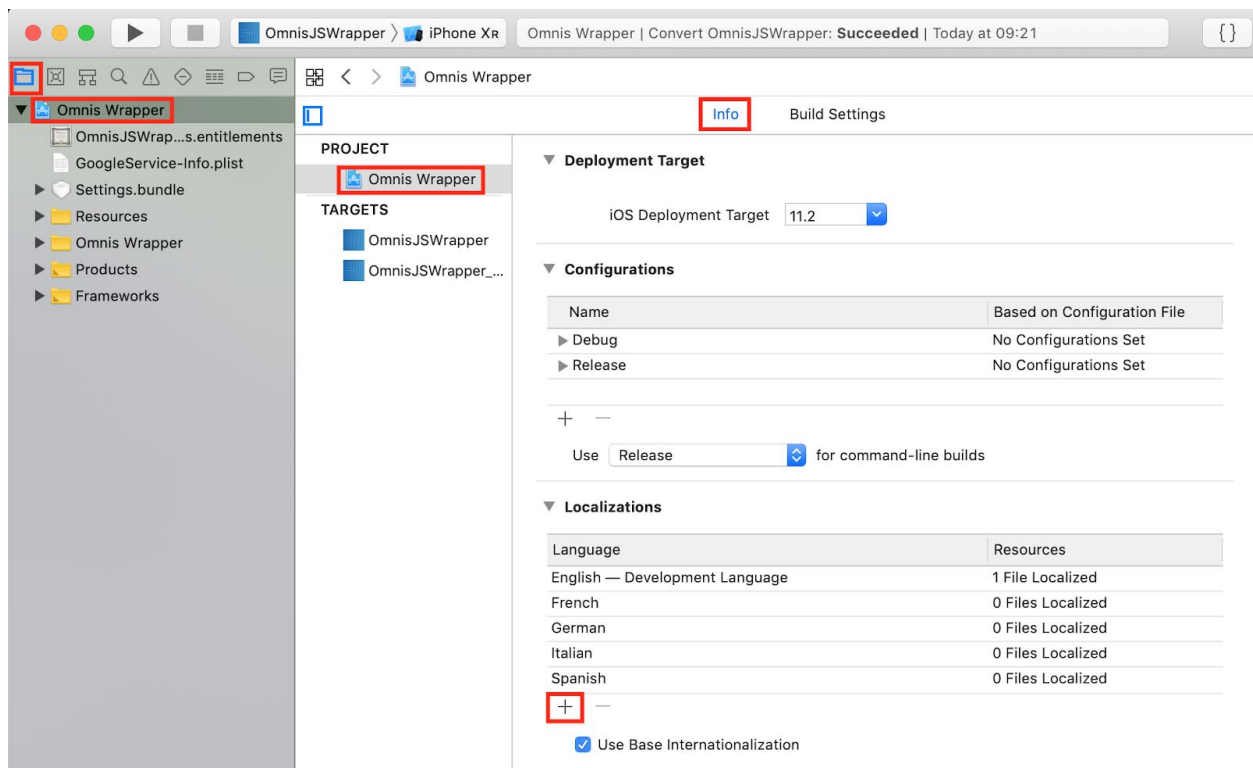 OmnisJSWrapper 〉 iPhone XR
Omnis Wrapper | Convert OmnisJSWrapper: Succeeded | Today at 09:21
{ }
Omnis Wrapper
Omnis Wrapper
OmnisJSWrap...s.entitlements
GoogleService-Info.plist
Settings.bundle
Resources
Omnis Wrapper
Products
Frameworks
Info Build Settings
PROJECT
Omnis Wrapper
TARGETS
OmnisJSWrapper
OmnisJSWrapper_...
Deployment Target
iOS Deployment Target 11.2
Configurations
Name Based on Configuration File
Debug No Configurations Set
Release No Configurations Set
+ —
Use Release for command-line builds
Localizations
Language Resources
English — Development Language 1 File Localized
French 0 Files Localized
German 0 Files Localized
Italian 0 Files Localized
Spanish 0 Files Localized
+ —
Use Base Internationalization